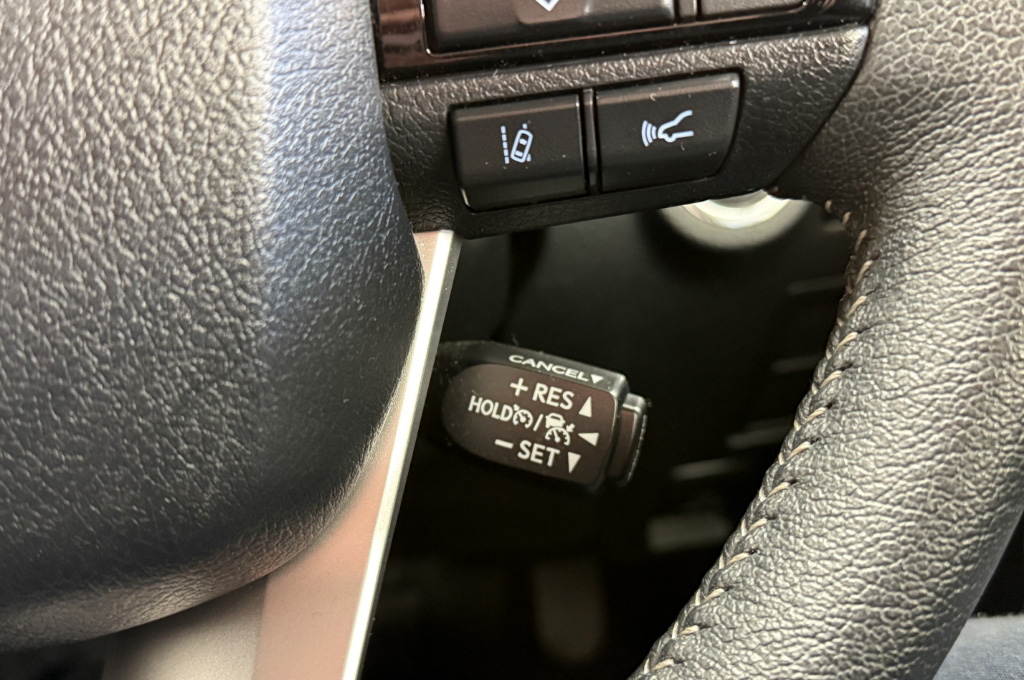 CANCEL▼
+ RES ▲
HOLD /
− SET ▼